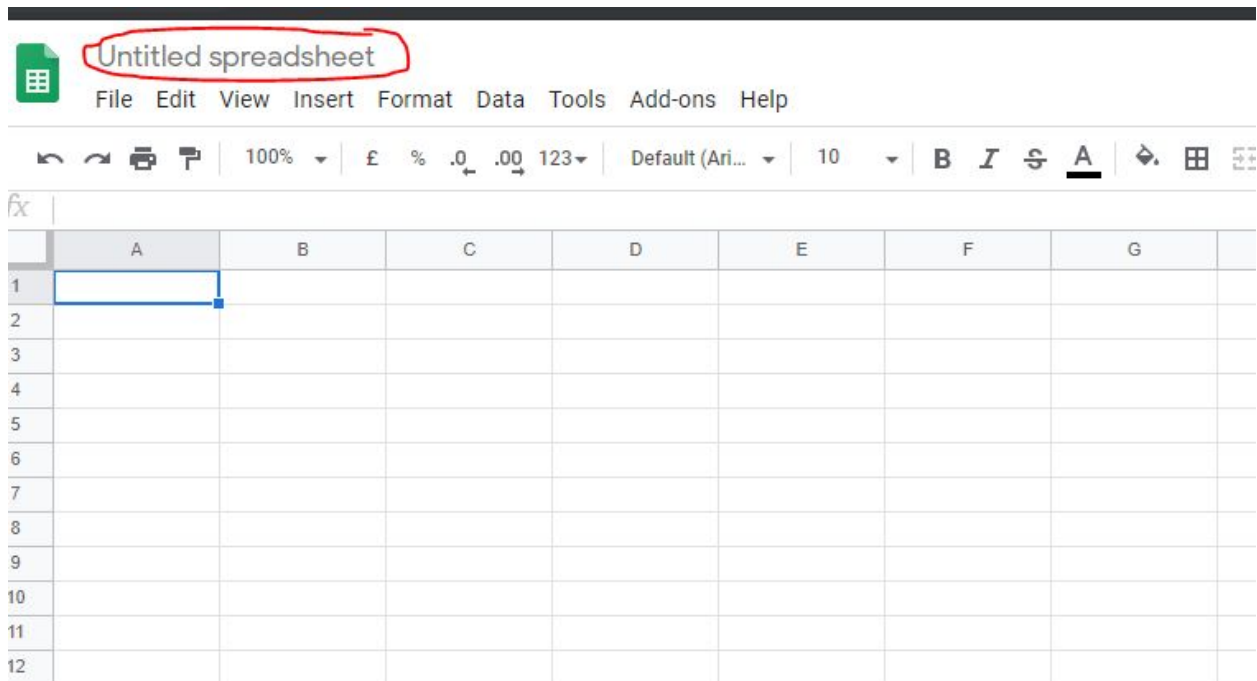 Untitled spreadsheet
File Edit View Insert Format Data Tools Add-ons Help
100% £ % .0 .00 123 Default (Ari... 10 B I S A
fx
A B C D E F G
1
2
3
4
5
6
7
8
9
10
11
12